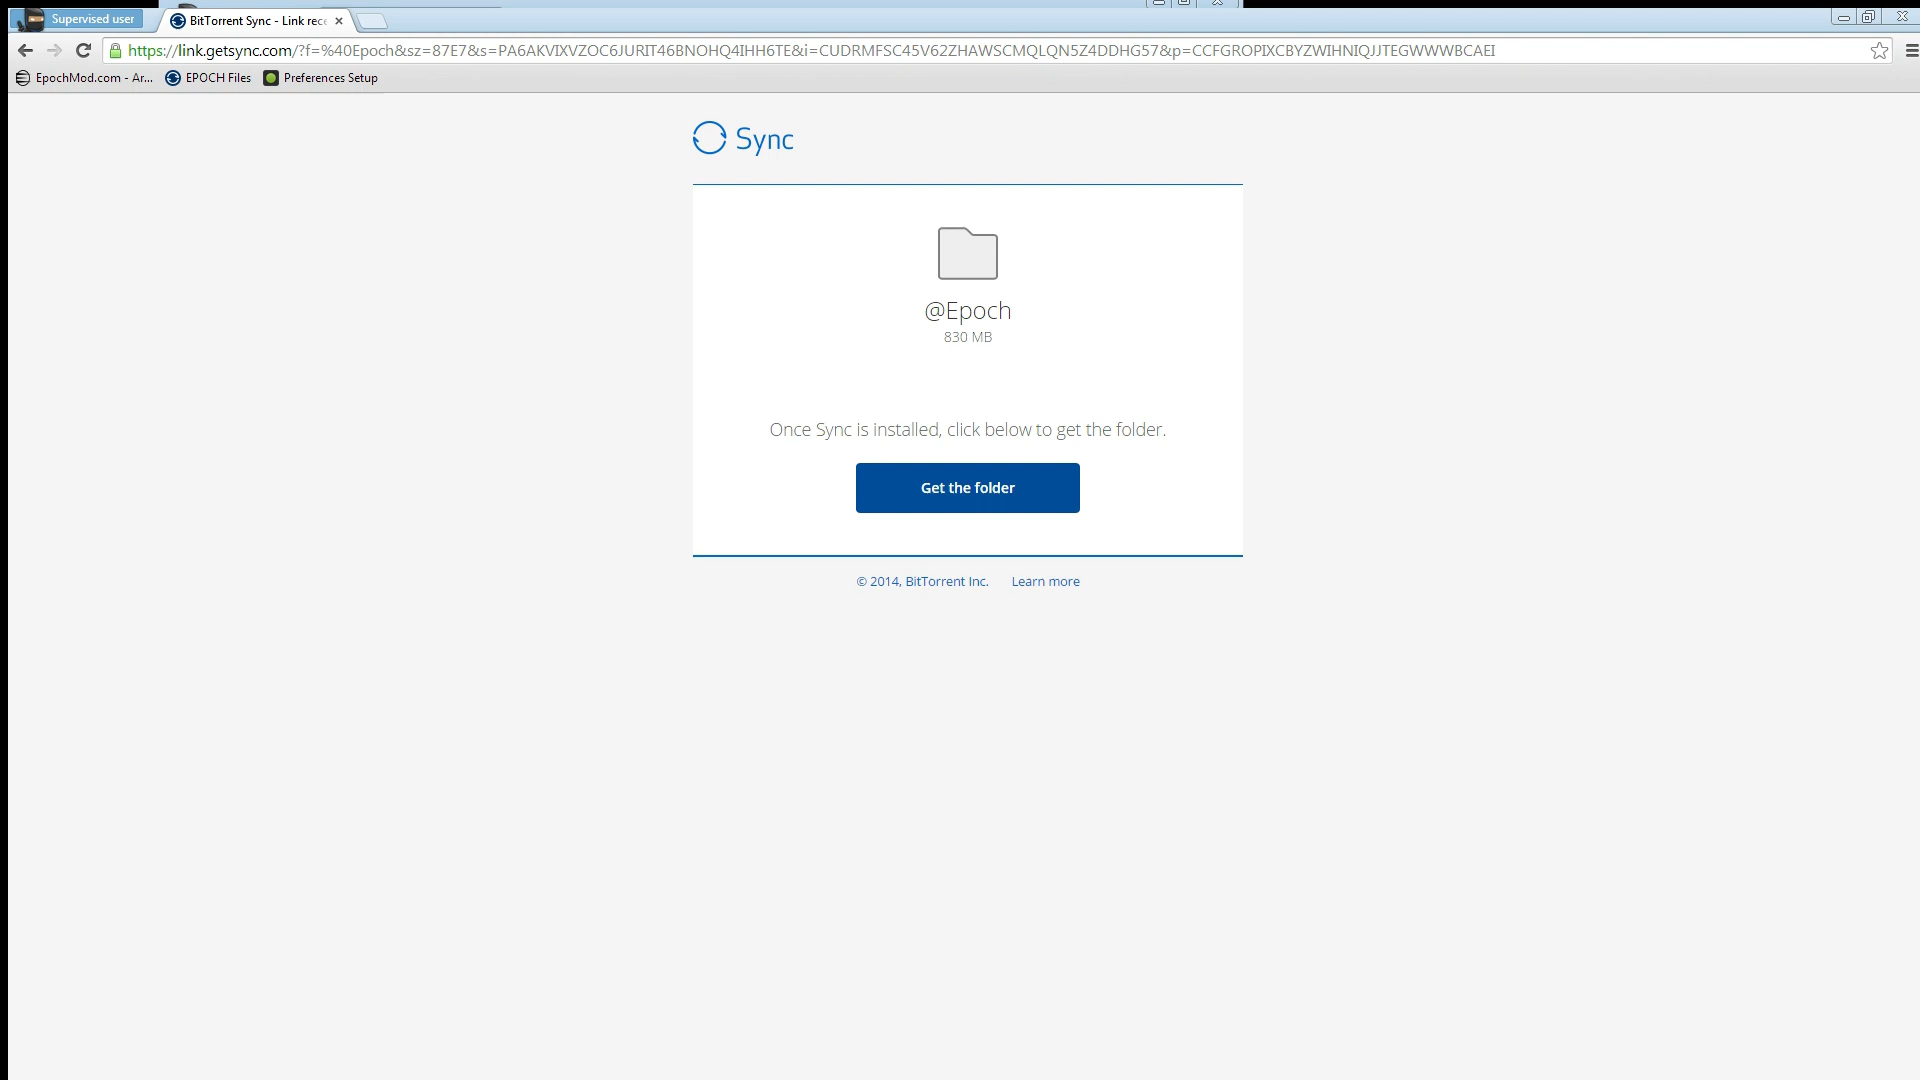 Supervised user
BitTorrent Sync - Link rece
https://link.getsync.com/?f=%40Epoch&sz=87E7&s=PA6AKVIXVZOC6JURIT46BNOHQ4IHH6TE&i=CUDRMFSC45V62ZHAWSCMQLQN5Z4DDHG57&p=CCFGROPIXCBYZWIHNIQJJTEGWWWBCAEI
EpochMod.com - Ar...
EPOCH Files
Preferences Setup
Sync
@Epoch
830 MB
Once Sync is installed, click below to get the folder.
Get the folder
© 2014, BitTorrent Inc.
Learn more